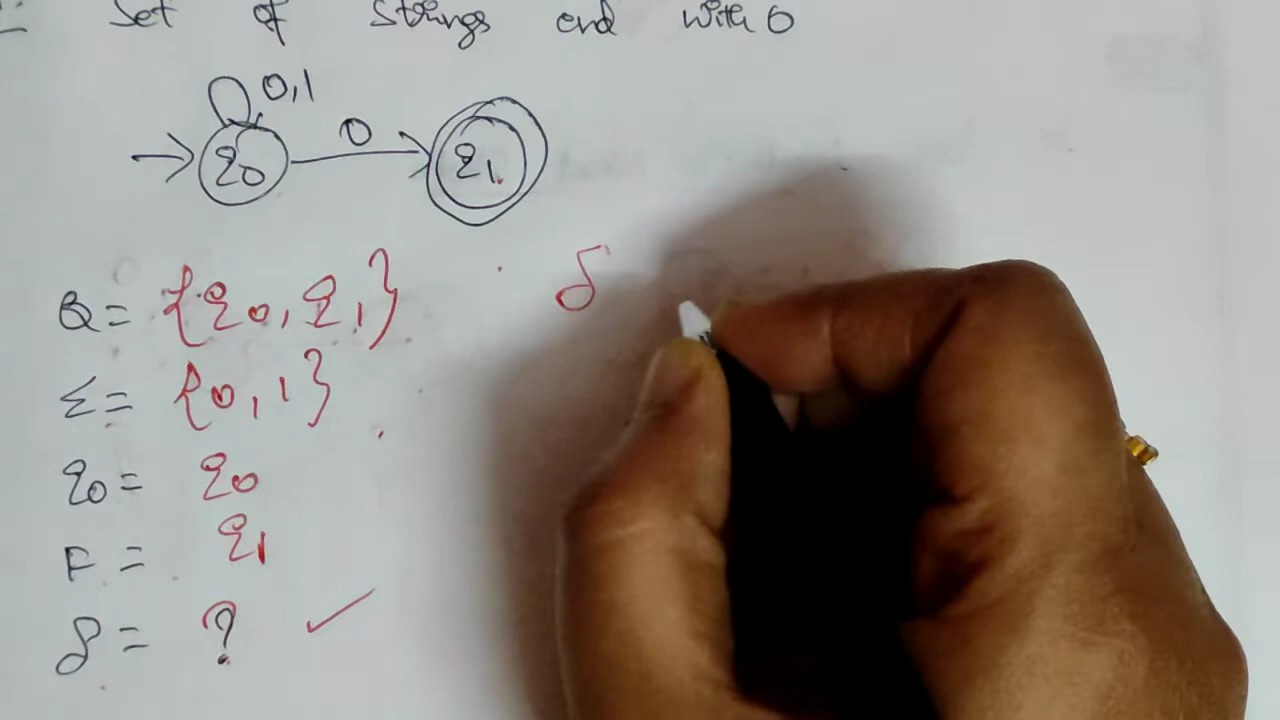 Set of strings end with 0
0,1
→ q0 0 q1
Q = {q0, q1} δ
Σ = {0, 1}
q0 = q0
F = q1
δ = ? ✓